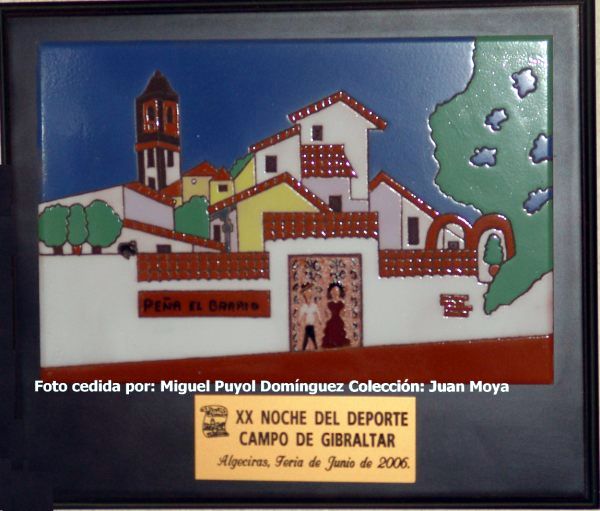 PEÑA EL BRAPIO
Foto cedida por: Miguel Puyol Domínguez Colección: Juan Moya
XX NOCHE DEL DEPORTE
CAMPO DE GIBRALTAR
Algeciras, Feria de Junio de 2006.